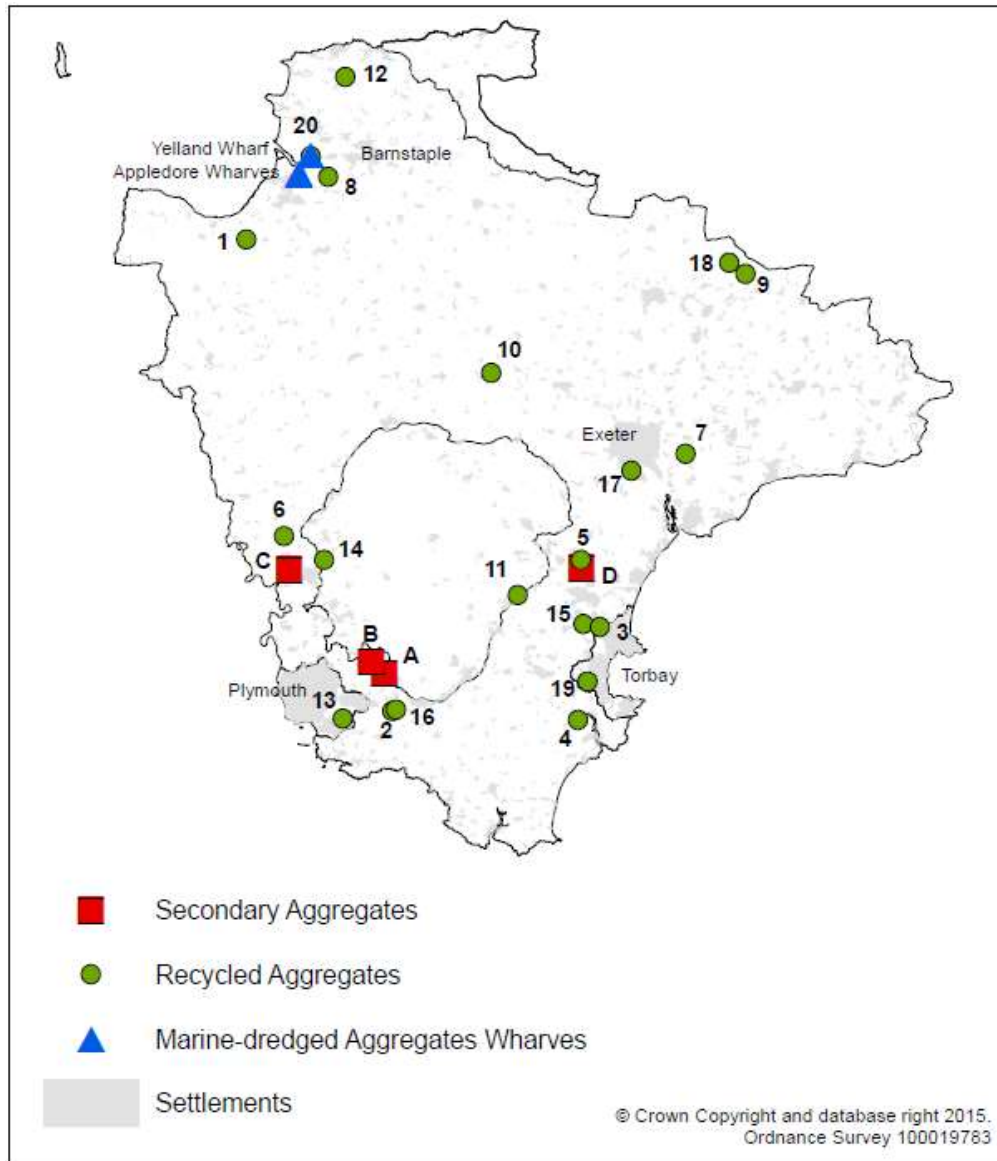 12
20
Yelland Wharf
Barnstaple
Appledore Wharves
8
1
18
9
10
Exeter
7
17
6
14
5
C
D
11
15
3
B
A
Torbay
Plymouth
19
13
2
16
4
Secondary Aggregates
Recycled Aggregates
Marine-dredged Aggregates Wharves
Settlements
© Crown Copyright and database right 2015.
Ordnance Survey 100019783